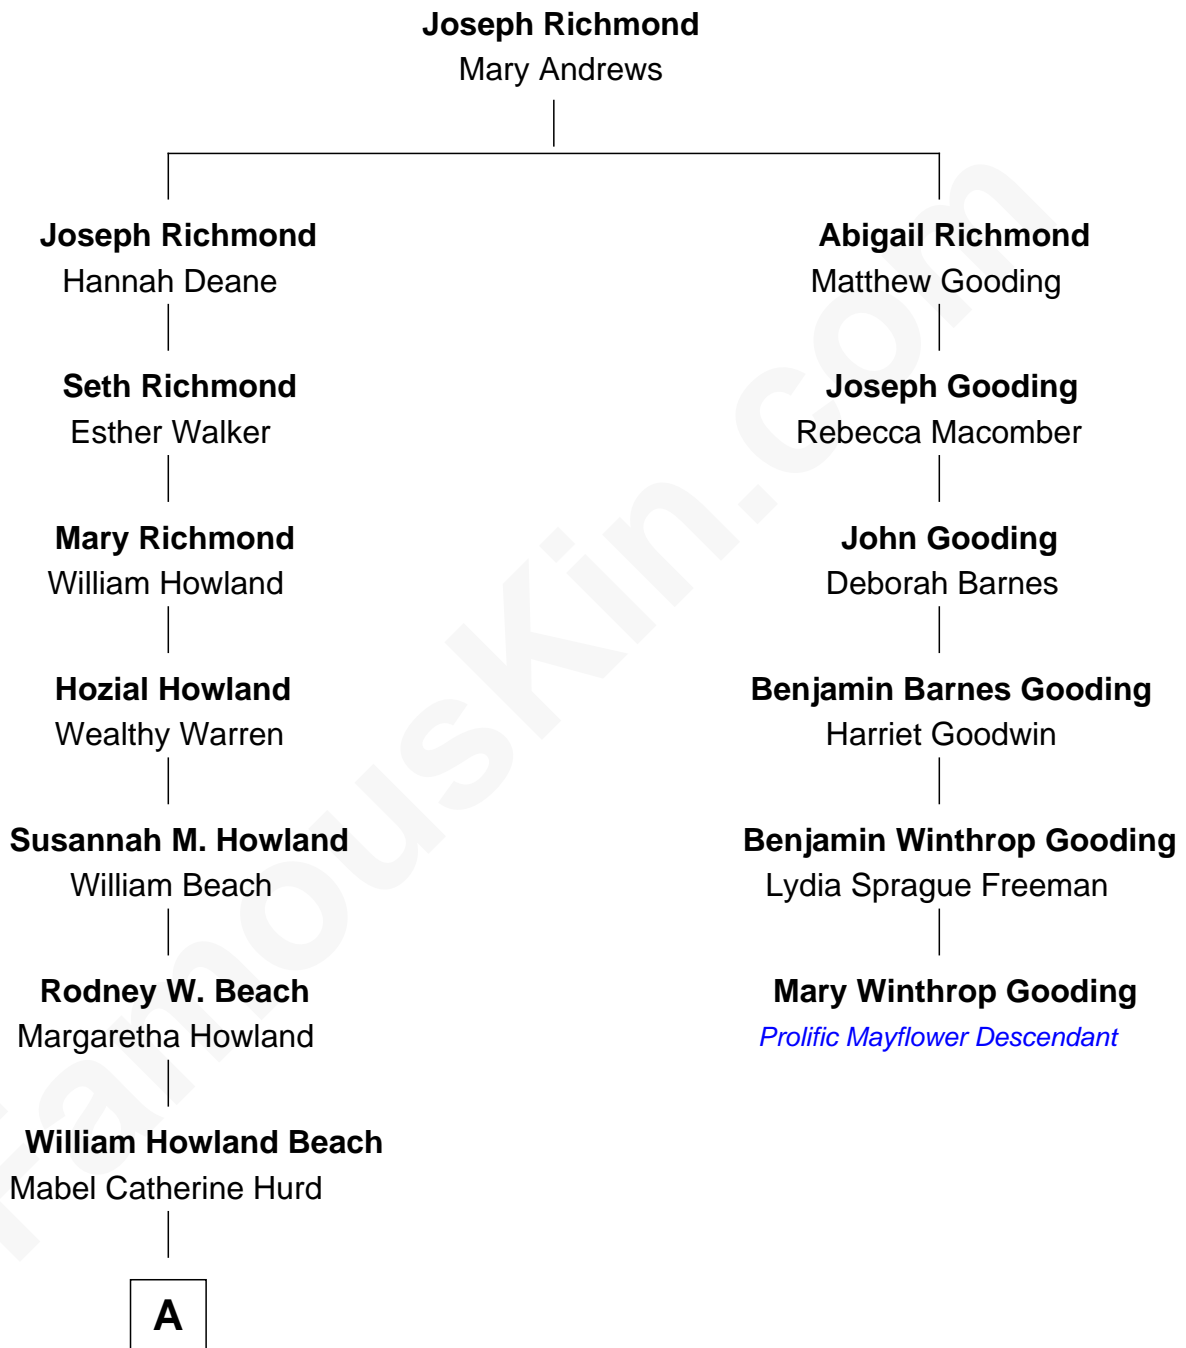 Joseph Richmond
Mary Andrews
Joseph Richmond
Hannah Deane
Abigail Richmond
Matthew Gooding
Seth Richmond
Esther Walker
Joseph Gooding
Rebecca Macomber
Mary Richmond
William Howland
John Gooding
Deborah Barnes
Hozial Howland
Wealthy Warren
Benjamin Barnes Gooding
Harriet Goodwin
Susannah M. Howland
William Beach
Benjamin Winthrop Gooding
Lydia Sprague Freeman
Rodney W. Beach
Margaretha Howland
Mary Winthrop Gooding
Prolific Mayflower Descendant
William Howland Beach
Mabel Catherine Hurd
A
FamousKin.com